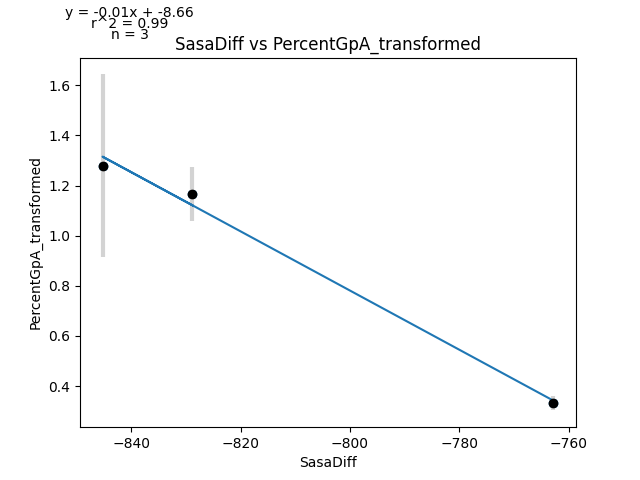 y = -0.01x + -8.66
r^2 = 0.99
n = 3
SasaDiff vs PercentGpA_transformed
PercentGpA_transformed
1.6
1.4
1.2
1.0
0.8
0.6
0.4
−840
−820
−800
−780
−760
SasaDiff